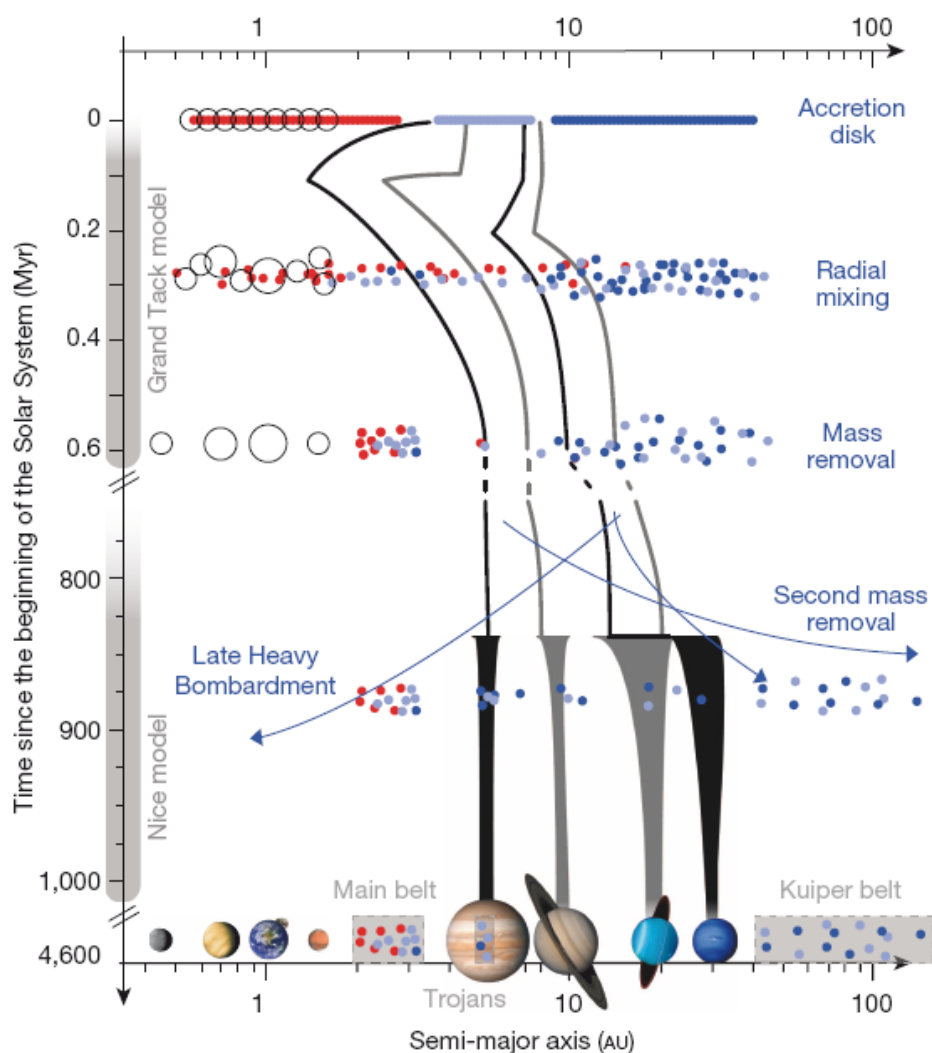 1 10 100
0
Accretion
disk
0.2
Radial
mixing
0.4
Mass
removal
0.6
800
Second mass
removal
Late Heavy
Bombardment
900
1,000
Main belt
Kuiper belt
4,600
Trojans
1 10 100
Semi-major axis (AU)
Time since the beginning of the Solar System (Myr)
Grand Tack model
Nice model